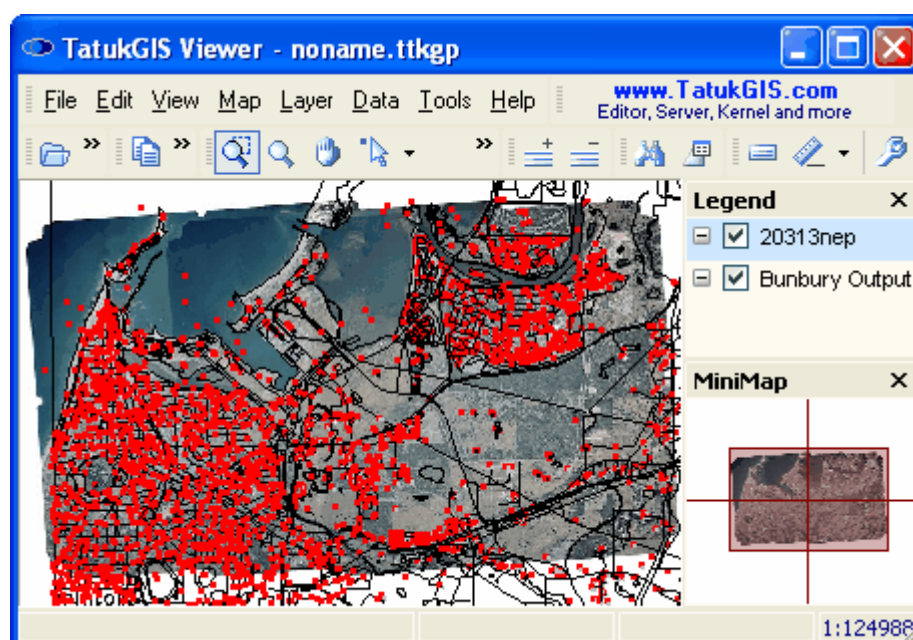 TatukGIS Viewer - noname.ttkgp
File Edit View Map Layer Data Tools Help
www.TatukGIS.com
Editor, Server, Kernel and more
Legend
20313nep
Bunbury Output
MiniMap
1:124988